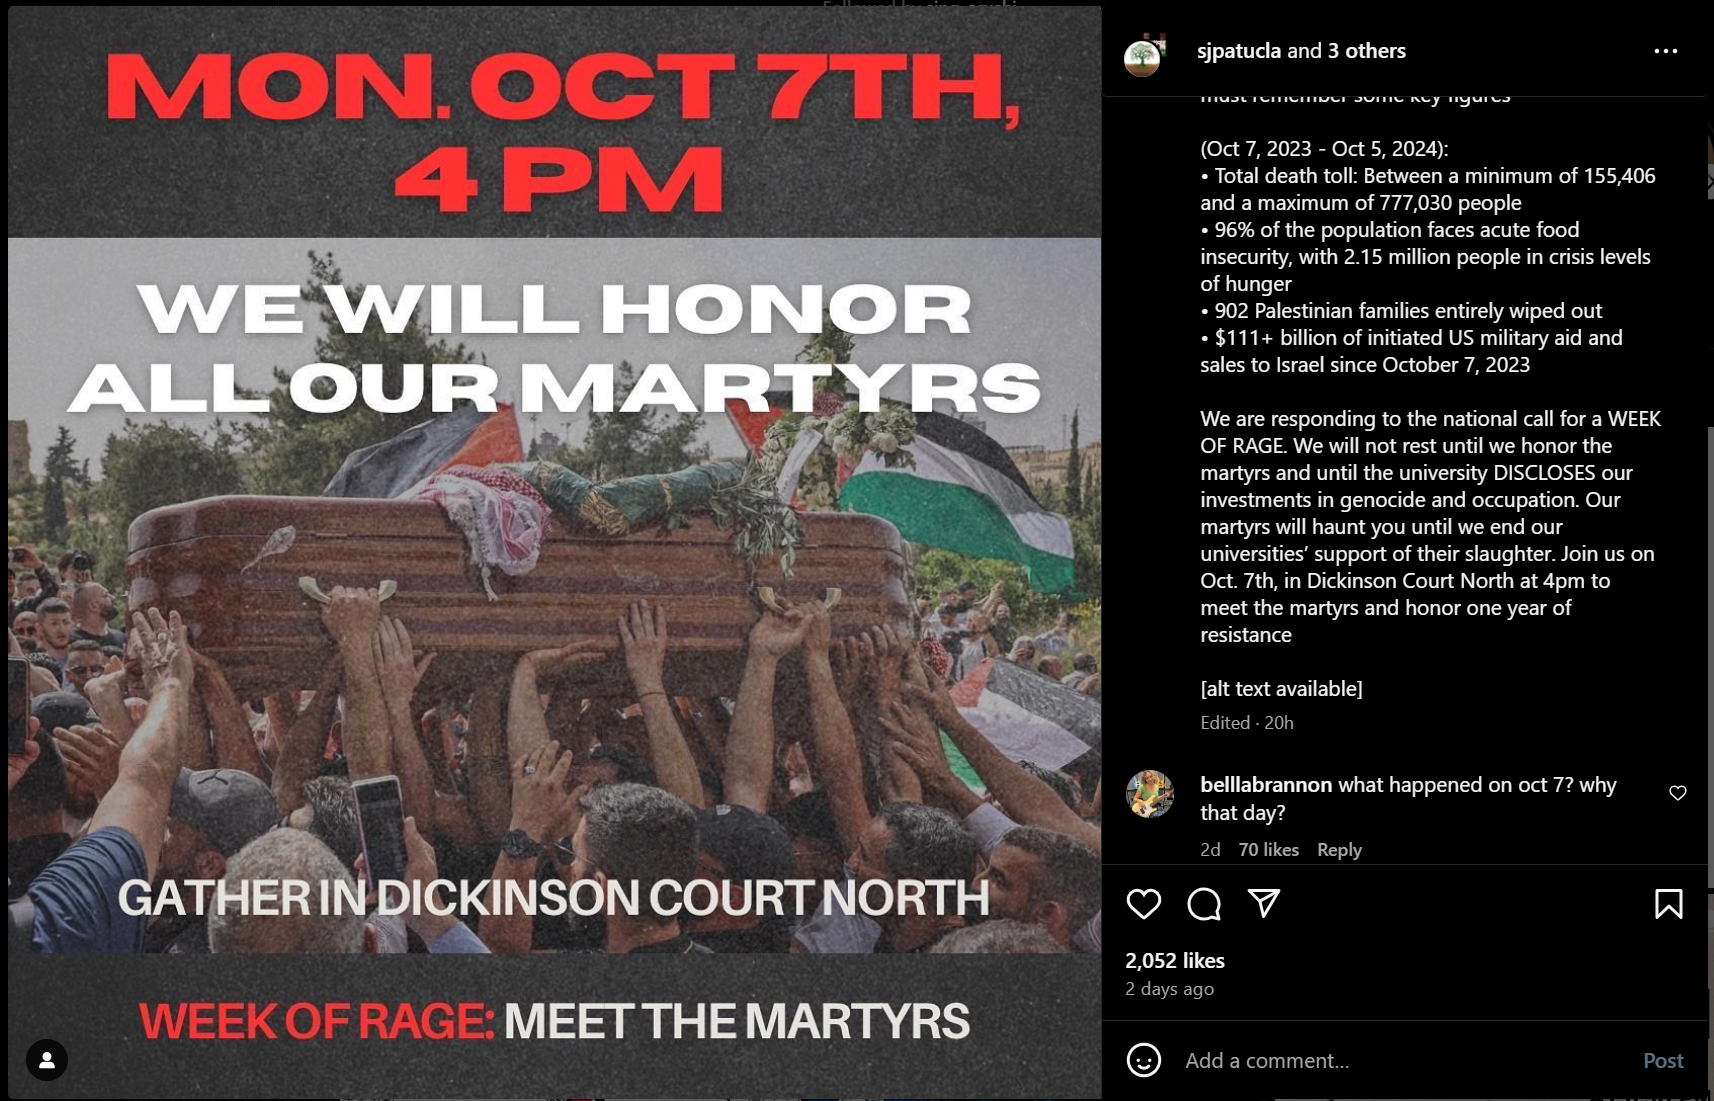 MON. OCT 7TH,
4 PM
WE WILL HONOR
ALL OUR MARTYRS
GATHER IN DICKINSON COURT NORTH
WEEK OF RAGE: MEET THE MARTYRS
sjpatucla and 3 others
must remember some key figures
(Oct 7, 2023 - Oct 5, 2024):
• Total death toll: Between a minimum of 155,406
and a maximum of 777,030 people
• 96% of the population faces acute food
insecurity, with 2.15 million people in crisis levels
of hunger
• 902 Palestinian families entirely wiped out
• $111+ billion of initiated US military aid and
sales to Israel since October 7, 2023
We are responding to the national call for a WEEK
OF RAGE. We will not rest until we honor the
martyrs and until the university DISCLOSES our
investments in genocide and occupation. Our
martyrs will haunt you until we end our
universities’ support of their slaughter. Join us on
Oct. 7th, in Dickinson Court North at 4pm to
meet the martyrs and honor one year of
resistance
[alt text available]
Edited · 20h
belllabrannon what happened on oct 7? why
that day?
2d 70 likes Reply
2,052 likes
2 days ago
Add a comment...
Post